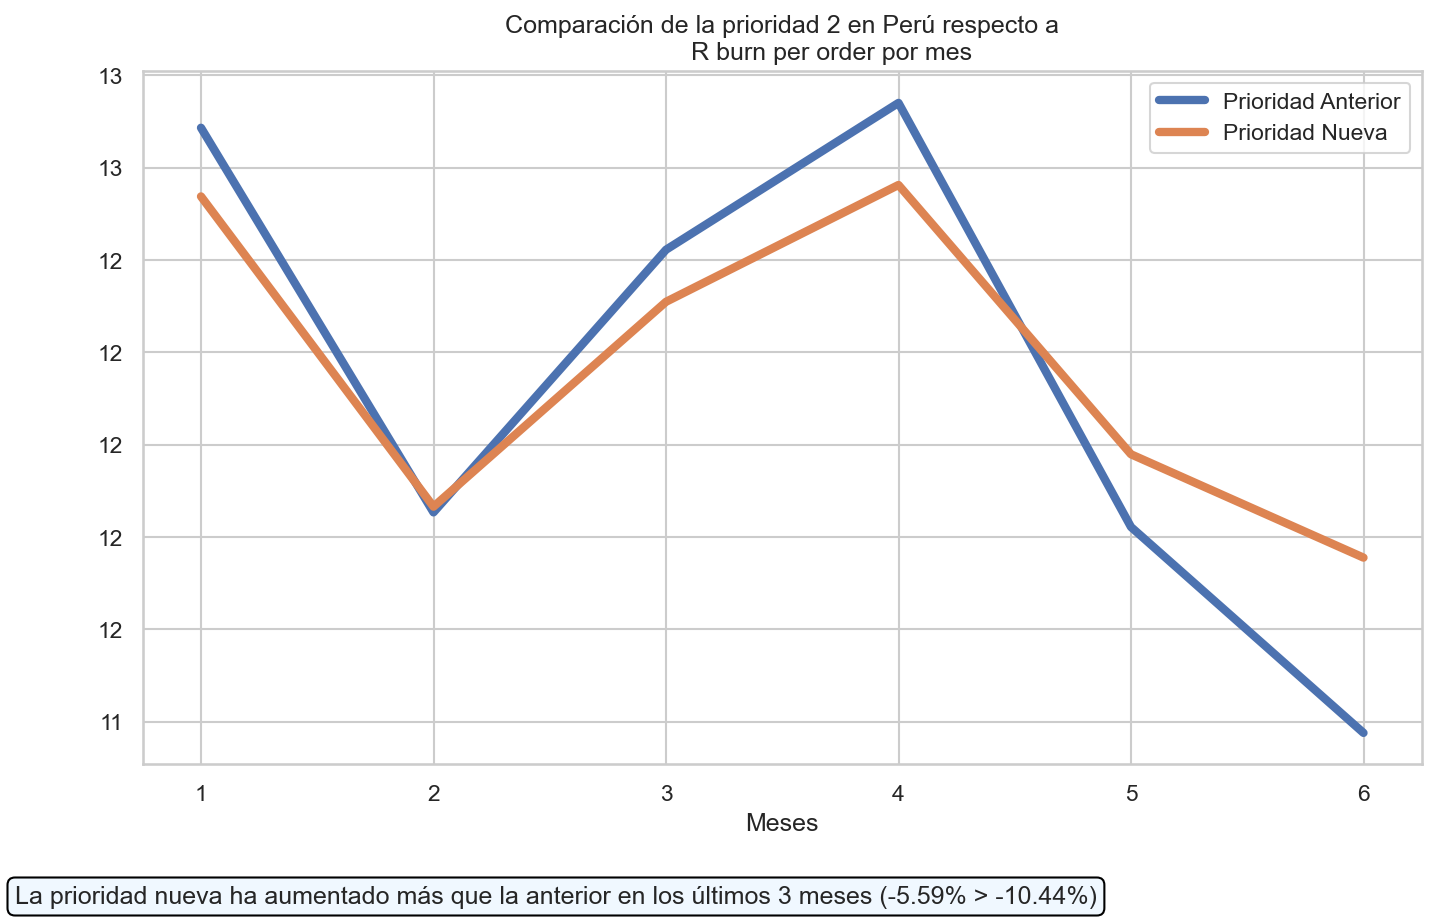 Comparación de la prioridad 2 en Perú respecto a
R burn per order por mes
Prioridad Anterior
Prioridad Nueva
13
13
12
12
12
12
12
11
1 2 3 4 5 6
Meses
La prioridad nueva ha aumentado más que la anterior en los últimos 3 meses (-5.59% > -10.44%)